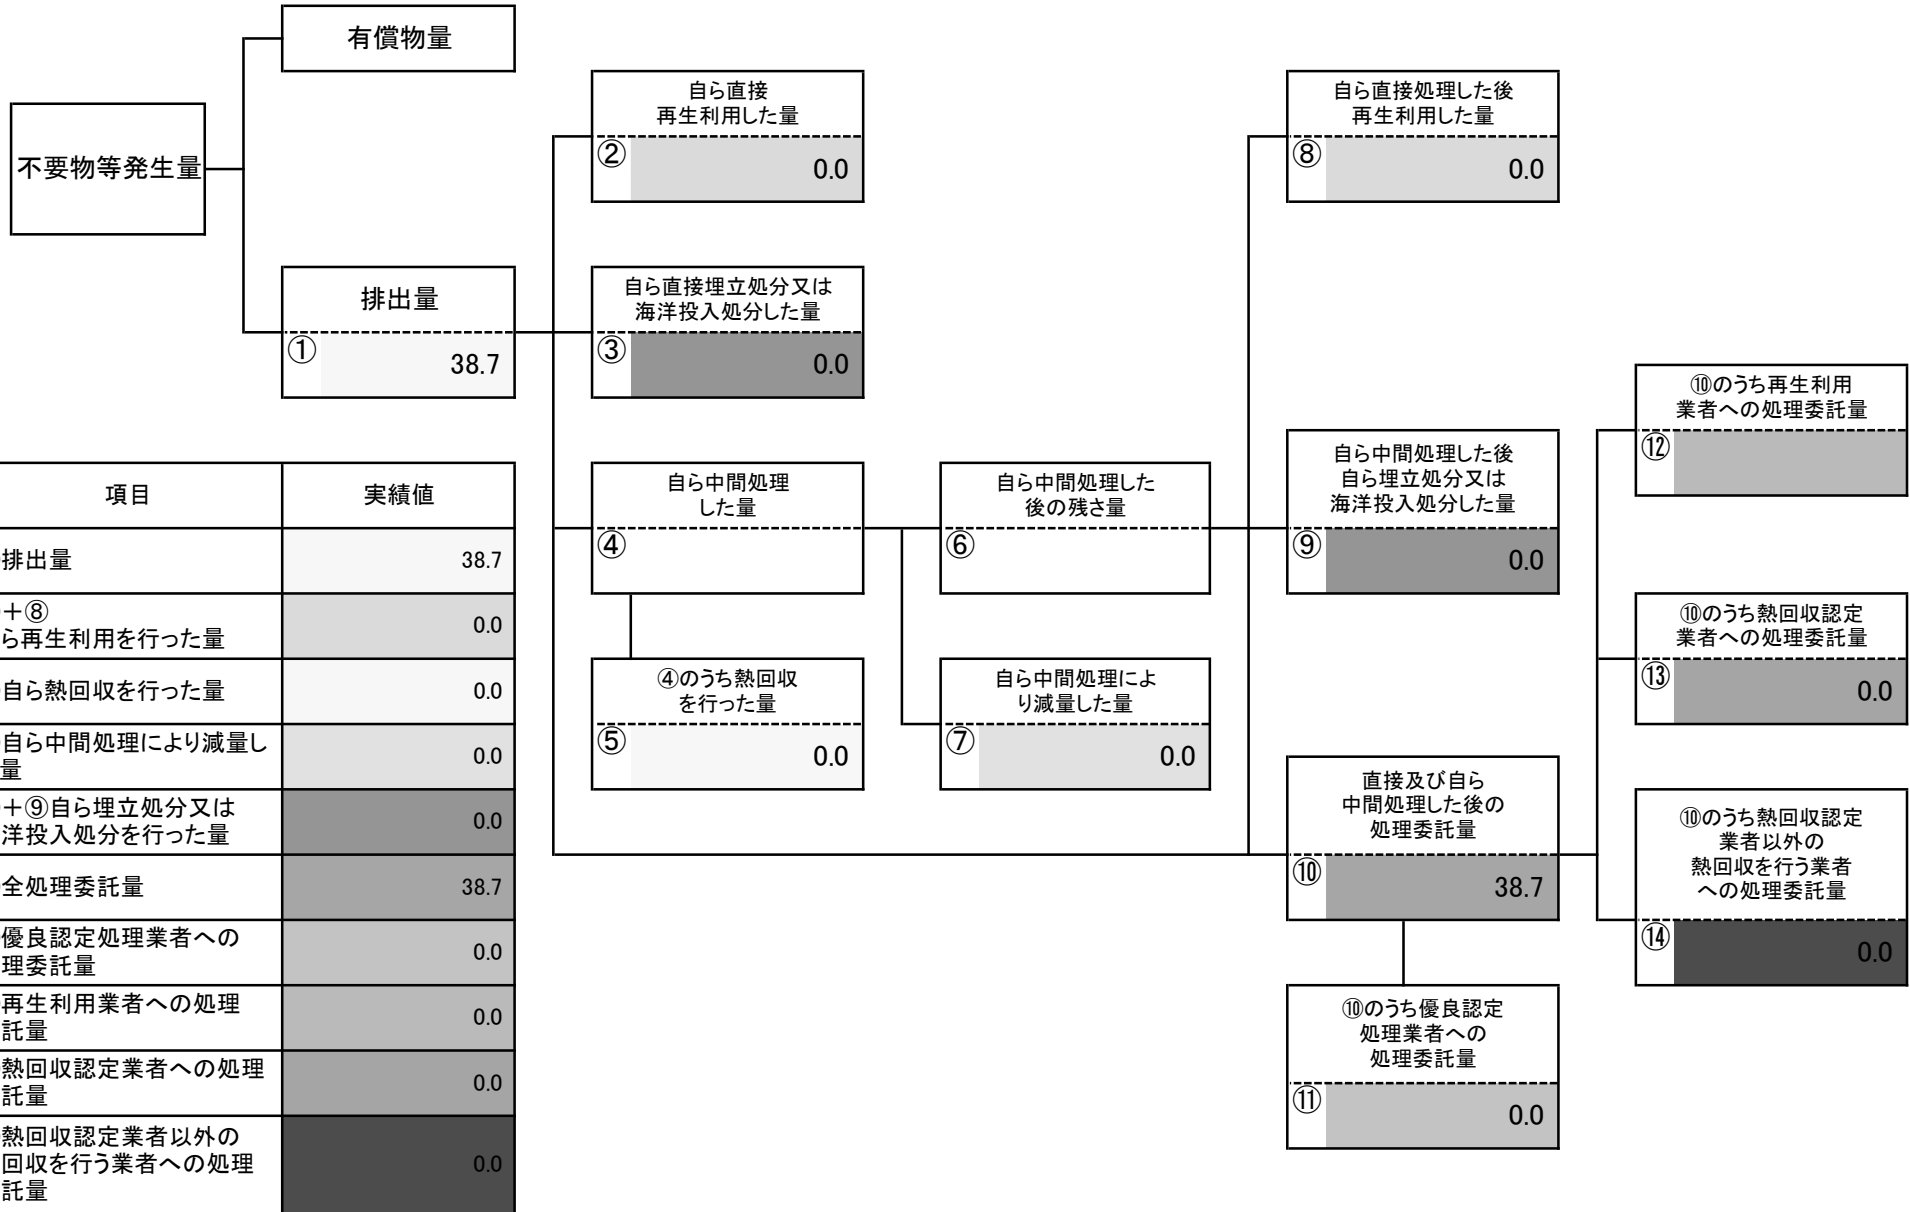 有償物量
不要物等発生量
排出量
①
38.7
自ら直接
再生利用した量
②
0.0
自ら直接埋立処分又は
海洋投入処分した量
③
0.0
自ら中間処理
した量
④
④のうち熱回収
を行った量
⑤
0.0
自ら中間処理した
後の残さ量
⑥
自ら中間処理によ
り減量した量
⑦
0.0
自ら直接処理した後
再生利用した量
⑧
0.0
自ら中間処理した後
自ら埋立処分又は
海洋投入処分した量
⑨
0.0
直接及び自ら
中間処理した後の
処理委託量
⑩
38.7
⑩のうち優良認定
処理業者への
処理委託量
⑪
0.0
⑩のうち再生利用
業者への処理委託量
⑫
⑩のうち熱回収認定
業者への処理委託量
⑬
0.0
⑩のうち熱回収認定
業者以外の
熱回収を行う業者
への処理委託量
⑭
0.0
項目 実績値
排出量 38.7
+⑧
ら再生利用を行った量 0.0
自ら熱回収を行った量 0.0
自ら中間処理により減量し
量 0.0
+⑨自ら埋立処分又は
洋投入処分を行った量 0.0
全処理委託量 38.7
優良認定処理業者への
理委託量 0.0
再生利用業者への処理
託量 0.0
熱回収認定業者への処理
託量 0.0
熱回収認定業者以外の
回収を行う業者への処理
託量 0.0